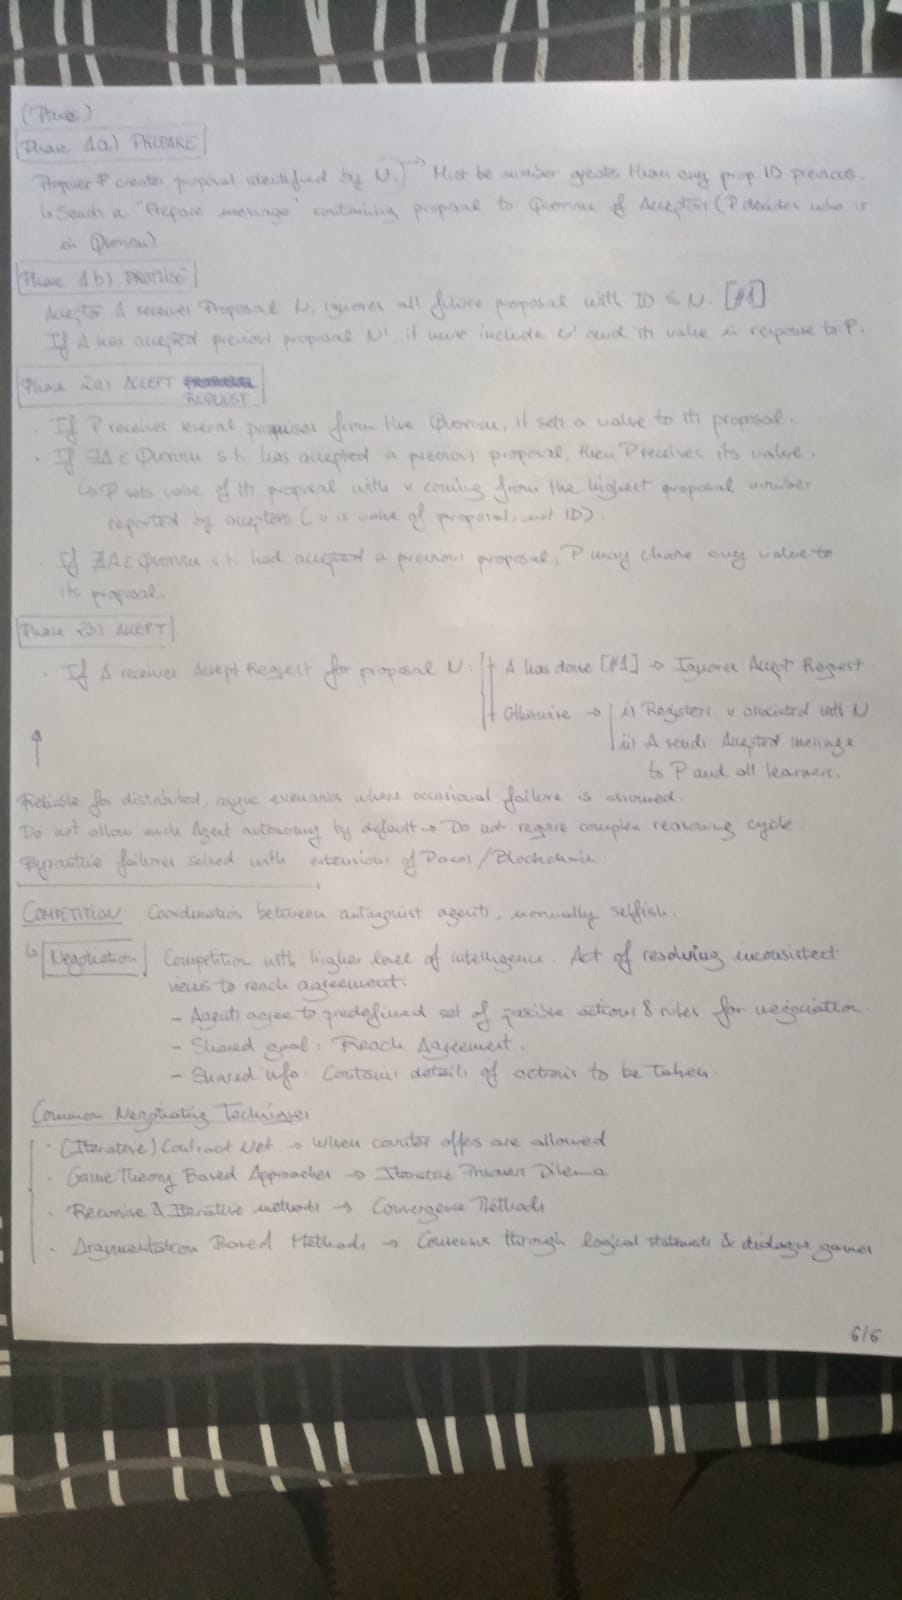 (Paxos)
Phase 1a) PREPARE
Proposer P creates proposal identified by N. → Must be number greater than any prop. ID previous.
↳ Sends a "Prepare message" containing proposal to Quorum of Acceptors (P decides who is
in Quorum)
Phase 1b) PROMISE
Acceptor A receives Proposal N, ignores all future proposal with ID ≤ N. [#1]
If A has accepted previous proposal N', it must include N' and its value in response to P.
Phase 2a) ACCEPT
REQUEST
· If P receives several promises from the Quorum, it sets a value to its proposal.
· If ∃A ∈ Quorum s.t. has accepted a previous proposal, then P receives its value.
↳ P sets value of its proposal with v coming from the highest proposal number
reported by acceptors (v is value of proposal, not ID).
· If ∄A ∈ Quorum s.t. had accepted a previous proposal, P may chose any value to
its proposal.
Phase 2b) ACCEPT
· If A receives Accept Request for proposal N: + A has done [#1] → Ignores Accept Request
+ Otherwise → i) Registers v associated with N
ii) A sends Accepted message
to P and all learners.
Reliable for distributed, async scenarios where occasional failure is assumed.
Do not allow much Agent autonomy by default → Do not require complex reasoning cycle
Byzantine failures solved with extensions of Paxos / Blockchain.
COMPETITION Coordination between antagonist agents, normally selfish.
↳ Negotiation Competition with higher level of intelligence. Act of resolving inconsistent
views to reach agreement:
- Agents agree to predefined set of possible actions & rules for negociation.
- Shared goal: Reach Agreement.
- Shared info: Contains details of actions to be taken.
Common Negotiating Techniques
· (Iterative) Contract Net → When counter offers are allowed
· Game Theory Based Approaches → Iterative Prisoner Dilema
· Recursive & Iterative methods → Convergence Methods
· Argumentation Based Methods → Consensus through logical statements & dialogue games
6/6